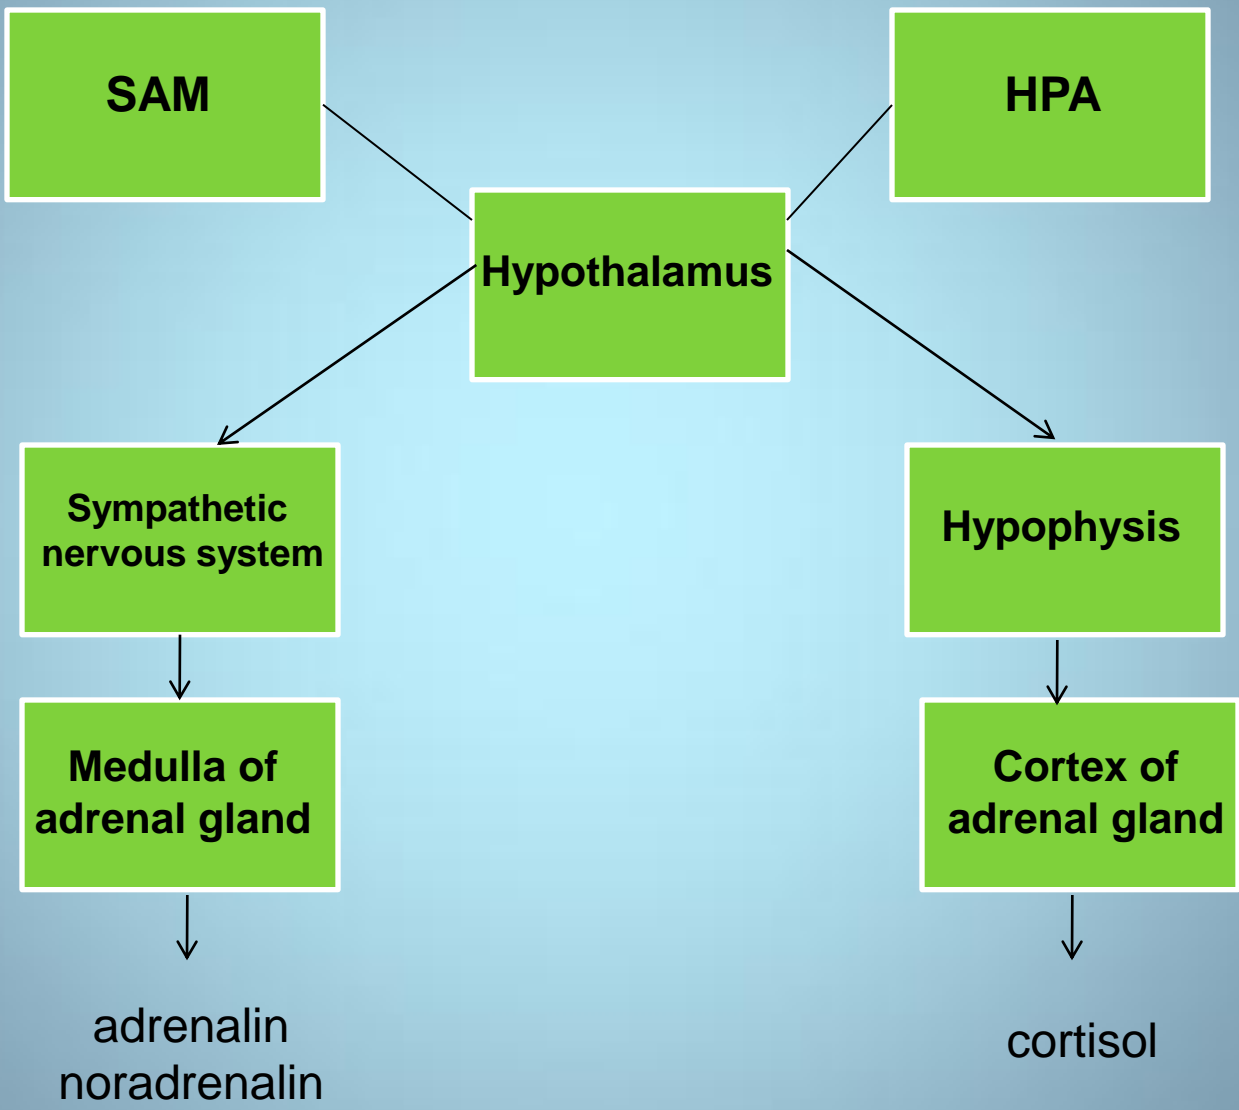 SAM
HPA
Hypothalamus
Sympathetic
nervous system
Hypophysis
Medulla of
adrenal gland
Cortex of
adrenal gland
adrenalin
noradrenalin
cortisol